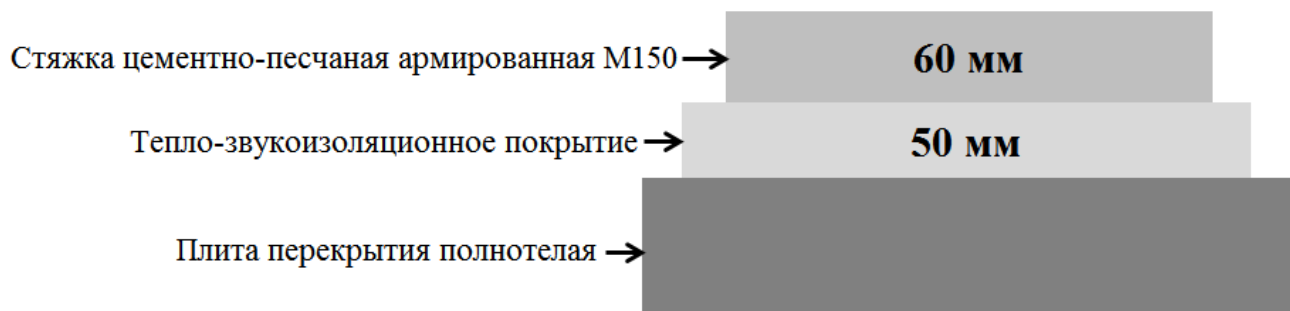 Стяжка цементно-песчаная армированная М150
60 мм
Тепло-звукоизоляционное покрытие
50 мм
Плита перекрытия полнотелая